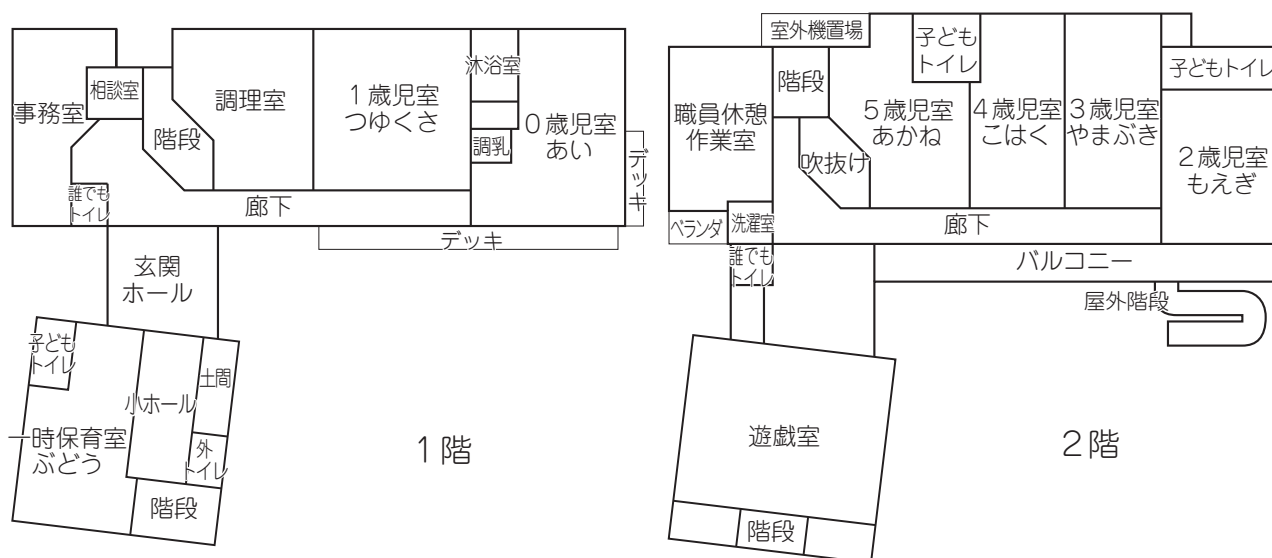 事務室
相談室
階段
調理室
1歳児室
つゆくさ
沐浴室
調乳
0歳児室
あい
デッキ
誰でも
トイレ
廊下
デッキ
玄関
ホール
子ども
トイレ
小ホール
土間
一時保育室
ぶどう
外
トイレ
階段
1階
室外機置場
階段
子ども
トイレ
子どもトイレ
職員休憩
作業室
5歳児室
あかね
4歳児室
こはく
3歳児室
やまぶき
2歳児室
もえぎ
吹抜け
ベランダ
洗濯室
廊下
誰でも
トイレ
バルコニー
屋外階段
遊戯室
階段
2階